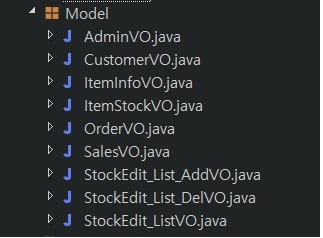 Model
AdminVO.java
CustomerVO.java
ItemInfoVO.java
ItemStockVO.java
OrderVO.java
SalesVO.java
StockEdit_List_AddVO.java
StockEdit_List_DelVO.java
StockEdit_ListVO.java